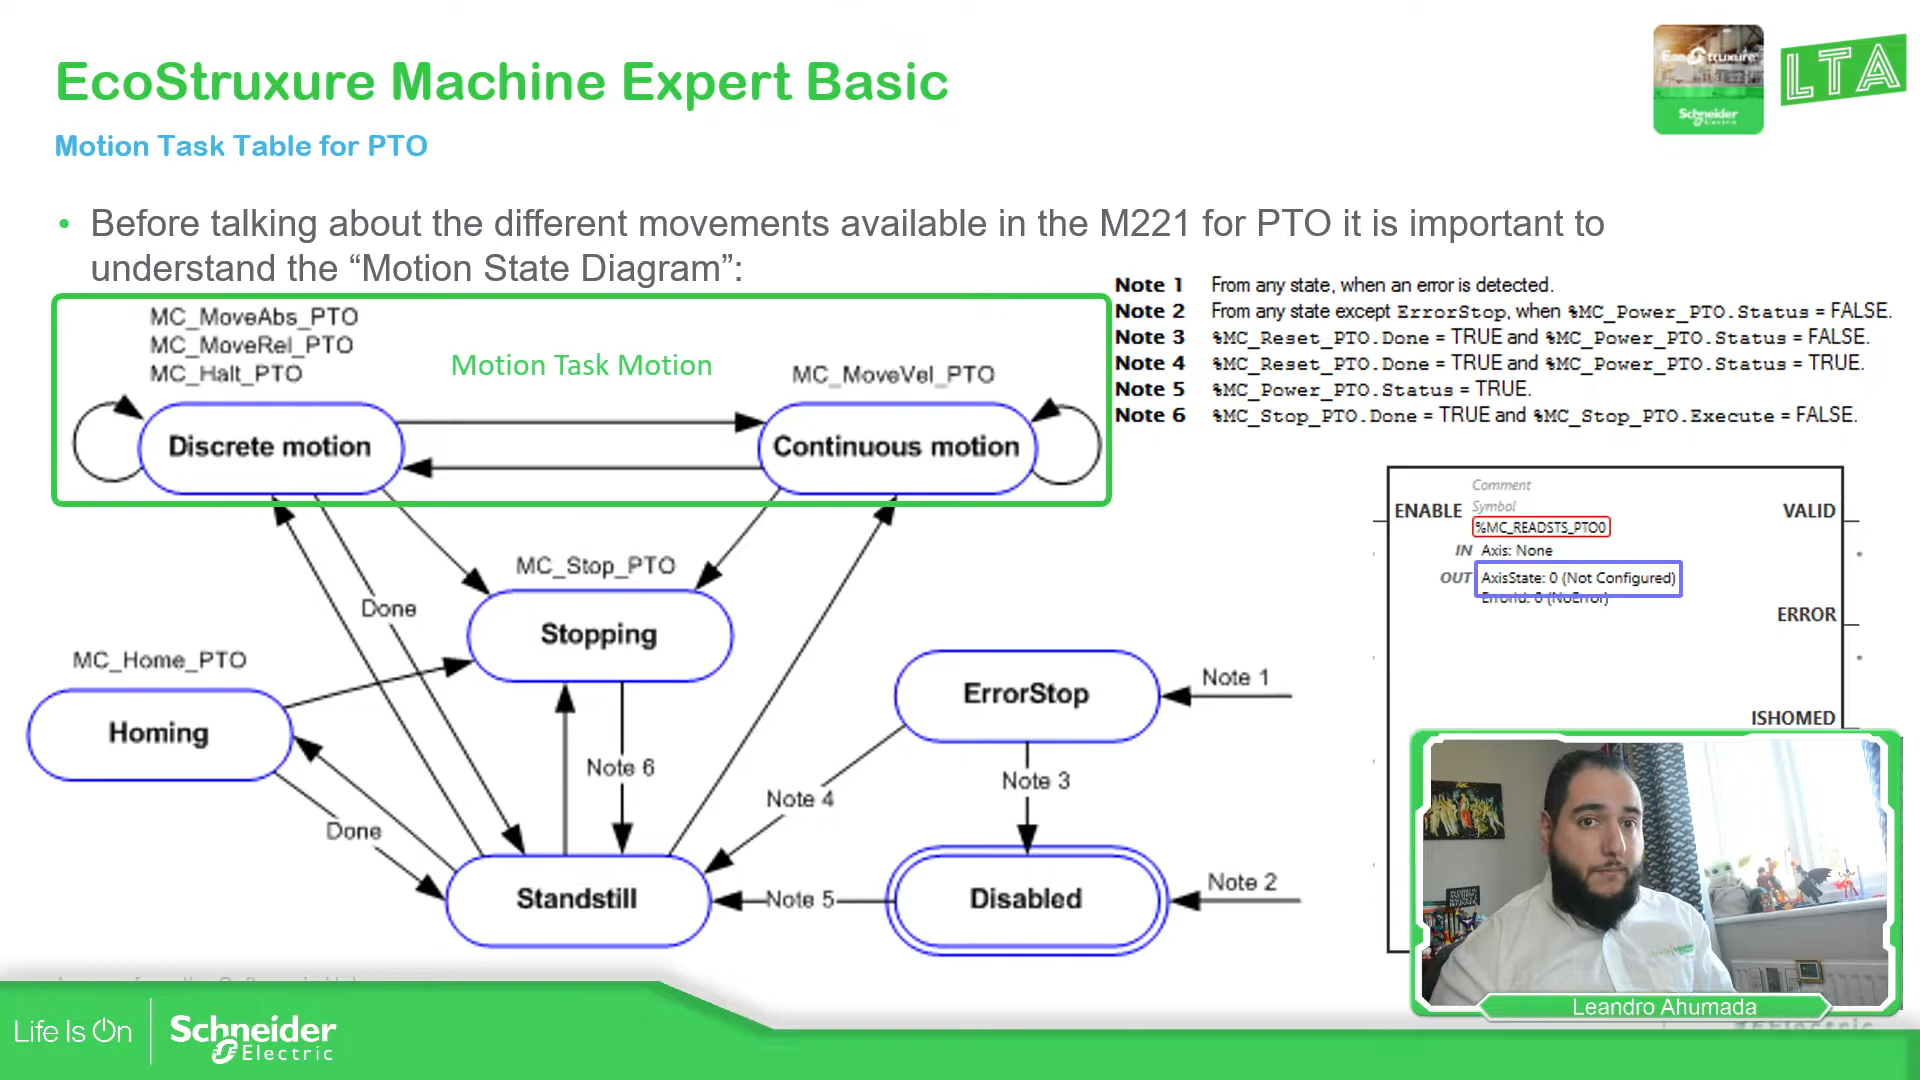 EcoStruxure Machine Expert Basic
Motion Task Table for PTO
EcoStruxure
Schneider
Electric
LTA
• Before talking about the different movements available in the M221 for PTO it is important to
understand the “Motion State Diagram”:
Note 1 From any state, when an error is detected.
Note 2 From any state except ErrorStop, when %MC_Power_PTO.Status = FALSE.
Note 3 %MC_Reset_PTO.Done = TRUE and %MC_Power_PTO.Status = FALSE.
Note 4 %MC_Reset_PTO.Done = TRUE and %MC_Power_PTO.Status = TRUE.
Note 5 %MC_Power_PTO.Status = TRUE.
Note 6 %MC_Stop_PTO.Done = TRUE and %MC_Stop_PTO.Execute = FALSE.
MC_MoveAbs_PTO
MC_MoveRel_PTO
MC_Halt_PTO
Motion Task Motion
MC_MoveVel_PTO
Discrete motion
Continuous motion
MC_Stop_PTO
Done
Stopping
MC_Home_PTO
Homing
ErrorStop
Note 1
Note 6
Note 3
Note 4
Done
Standstill
Note 5
Disabled
Note 2
Comment
ENABLE
Symbol
VALID
%MC_READSTS_PTO0
IN Axis: None
OUT AxisState: 0 (Not Configured)
ErrorId: 0 (NoError)
ERROR
ISHOMED
Leandro Ahumada
Life Is On
Schneider
Electric